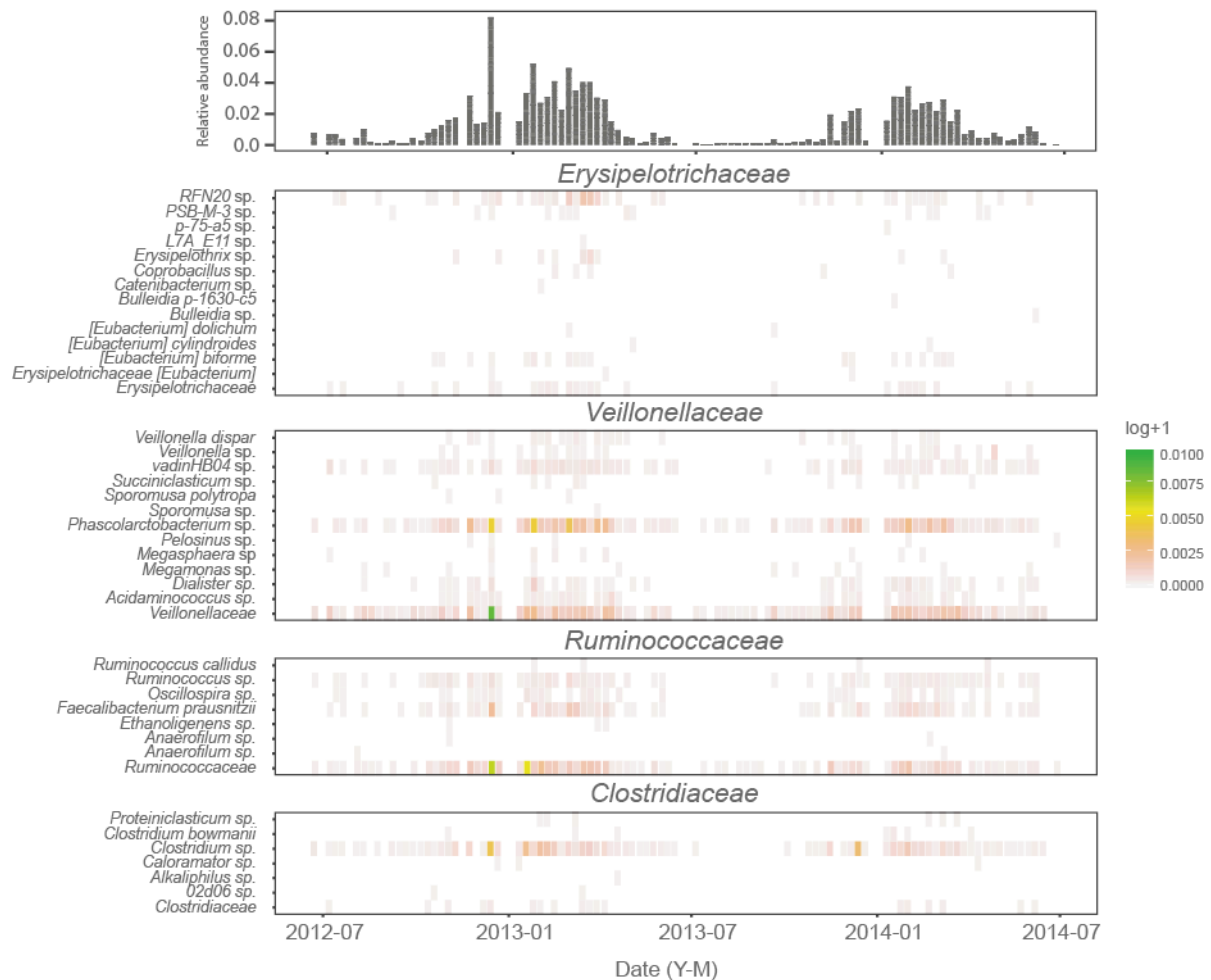 Relative abundance
0.08
0.06
0.04
0.02
0.0
Erysipelotrichaceae
RFN20 sp.
PSB-M-3 sp.
p-75-a5 sp.
L7A_E11 sp.
Erysipelothrix sp.
Coprobacillus sp.
Catenibacterium sp.
Bulleidia p-1630-c5
Bulleidia sp.
[Eubacterium] dolichum
[Eubacterium] cylindroides
[Eubacterium] biforme
Erysipelotrichaceae [Eubacterium]
Erysipelotrichaceae
Veillonellaceae
Veillonella dispar
Veillonella sp.
vadinHB04 sp.
Succiniclasticum sp.
Sporomusa polytropa
Sporomusa sp.
Phascolarctobacterium sp.
Pelosinus sp.
Megasphaera sp
Megamonas sp.
Dialister sp.
Acidaminococcus sp.
Veillonellaceae
log+1
0.0100
0.0075
0.0050
0.0025
0.0000
Ruminococcaceae
Ruminococcus callidus
Ruminococcus sp.
Oscillospira sp.
Faecalibacterium prausnitzii
Ethanoligenens sp.
Anaerofilum sp.
Anaerofilum sp.
Ruminococcaceae
Clostridiaceae
Proteiniclasticum sp.
Clostridium bowmanii
Clostridium sp.
Caloramator sp.
Alkaliphilus sp.
02d06 sp.
Clostridiaceae
2012-07 2013-01 2013-07 2014-01 2014-07
Date (Y-M)